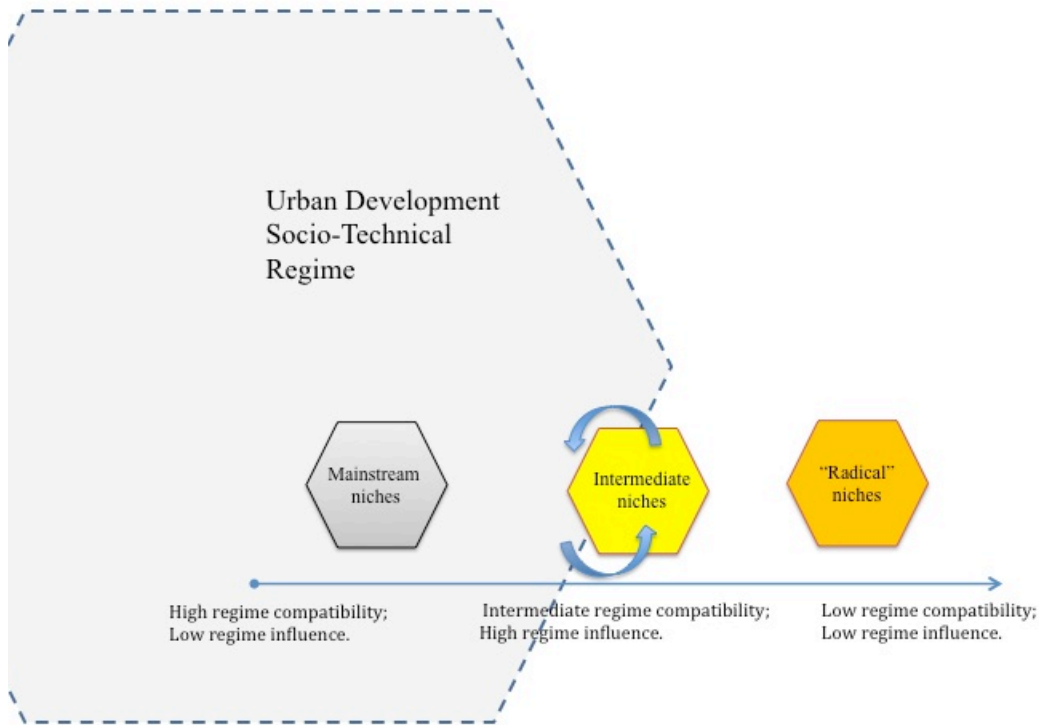 Urban Development
Socio-Technical
Regime
Mainstream
niches
Intermediate
niches
“Radical”
niches
High regime compatibility;
Low regime influence.
Intermediate regime compatibility;
High regime influence.
Low regime compatibility;
Low regime influence.